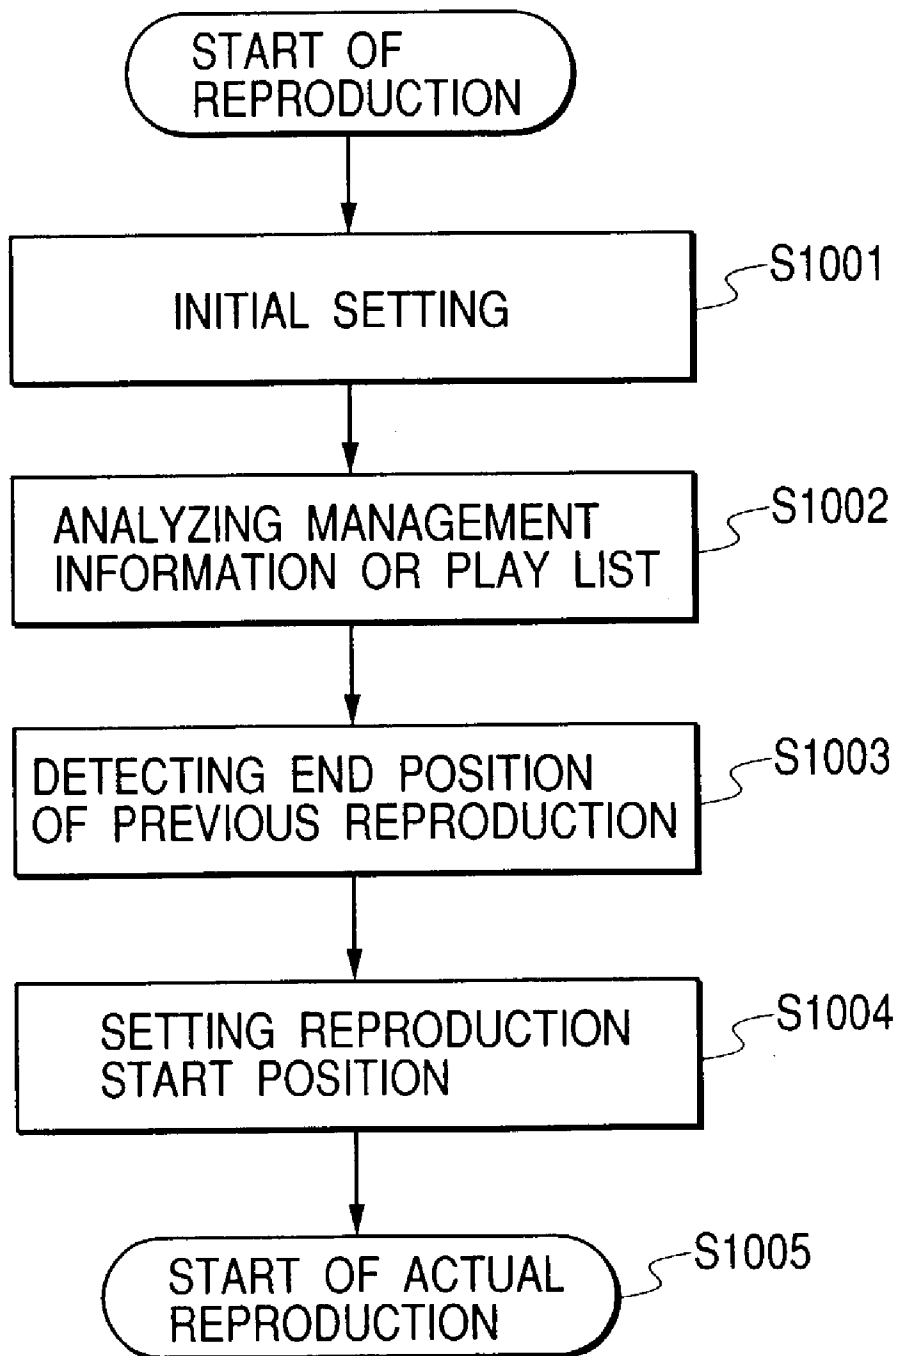 START OF
REPRODUCTION
INITIAL SETTING
S1001
ANALYZING MANAGEMENT
INFORMATION OR PLAY LIST
S1002
DETECTING END POSITION
OF PREVIOUS REPRODUCTION
S1003
SETTING REPRODUCTION
START POSITION
S1004
START OF ACTUAL
REPRODUCTION
S1005